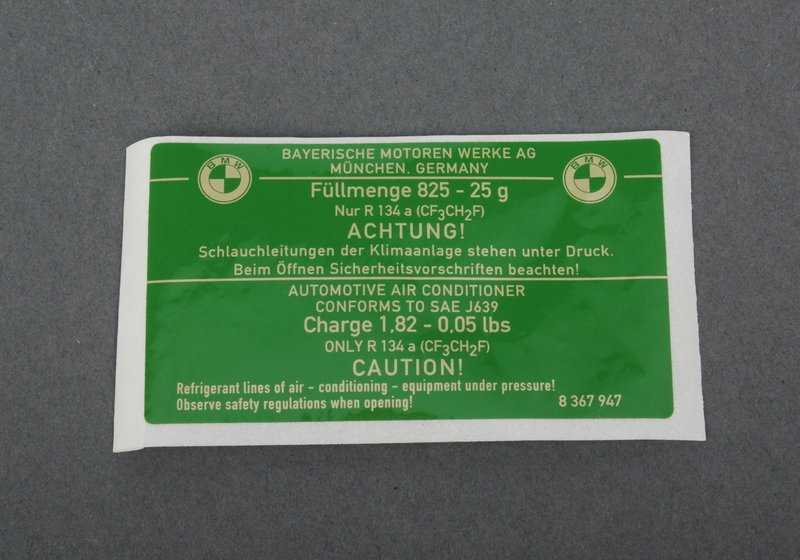 BMW BMW
BAYERISCHE MOTOREN WERKE AG
MÜNCHEN. GERMANY
Füllmenge 825 - 25 g
Nur R 134 a (CF3CH2F)
ACHTUNG!
Schlauchleitungen der Klimaanlage stehen unter Druck.
Beim Öffnen Sicherheitsvorschriften beachten!
AUTOMOTIVE AIR CONDITIONER
CONFORMS TO SAE J639
Charge 1,82 - 0,05 lbs
ONLY R 134 a (CF3CH2F)
CAUTION!
Refrigerant lines of air - conditioning - equipment under pressure!
Observe safety regulations when opening!
8 367 947